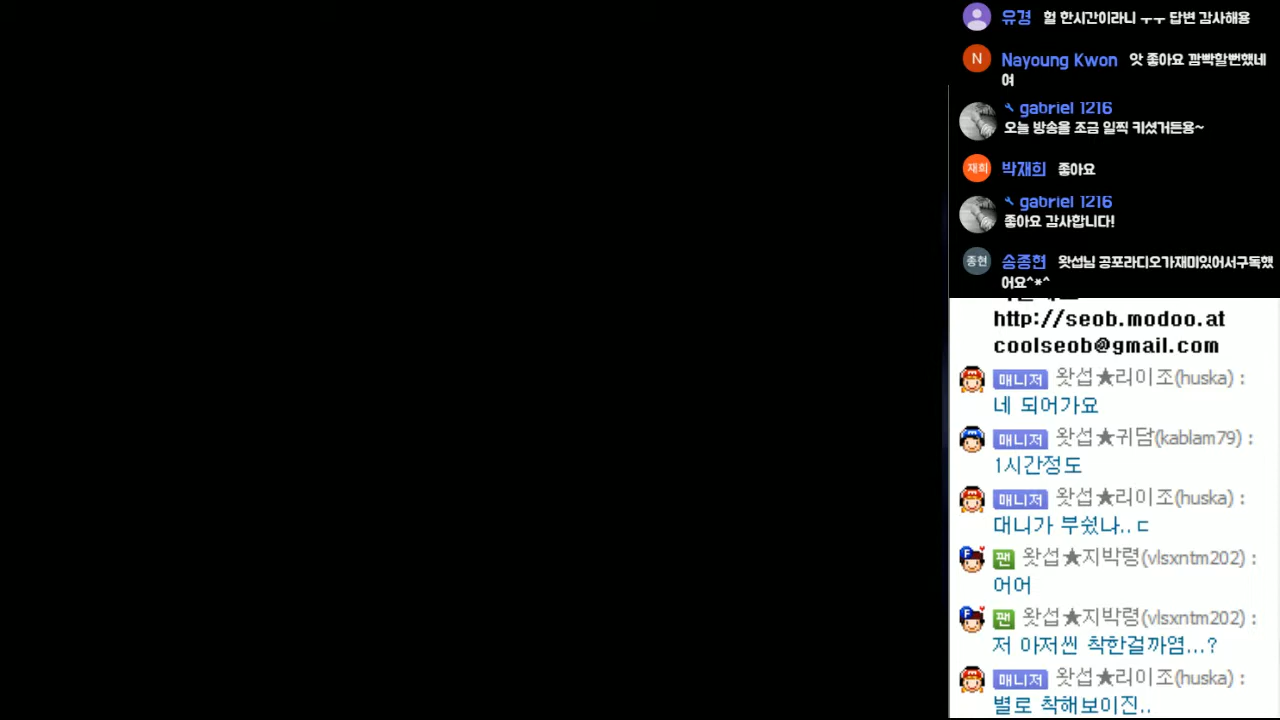 유경 헐 한시간이라니 ㅜㅜ 답변 감사해용
N Nayoung Kwon 앗 좋아요 깜빡할뻔했네
여
gabriel 1216
오늘 방송을 조금 일찍 키셨거든용~
재희 박재희 좋아요
gabriel 1216
좋아요 감사합니다!
종현 송종현 왓섭님 공포라디오가재미있어서구독했
어요^*^
http://seob.modoo.at
coolseob@gmail.com
매니저 왓섭★리이조(huska) :
네 되어가요
매니저 왓섭★귀담(kablam79) :
1시간정도
매니저 왓섭★리이조(huska) :
대니가 부쉈나..ㄷ
팬 왓섭★지박령(vlsxntm202) :
어어
팬 왓섭★지박령(vlsxntm202) :
저 아저씬 착한걸까염...?
매니저 왓섭★리이조(huska) :
별로 착해보이진..